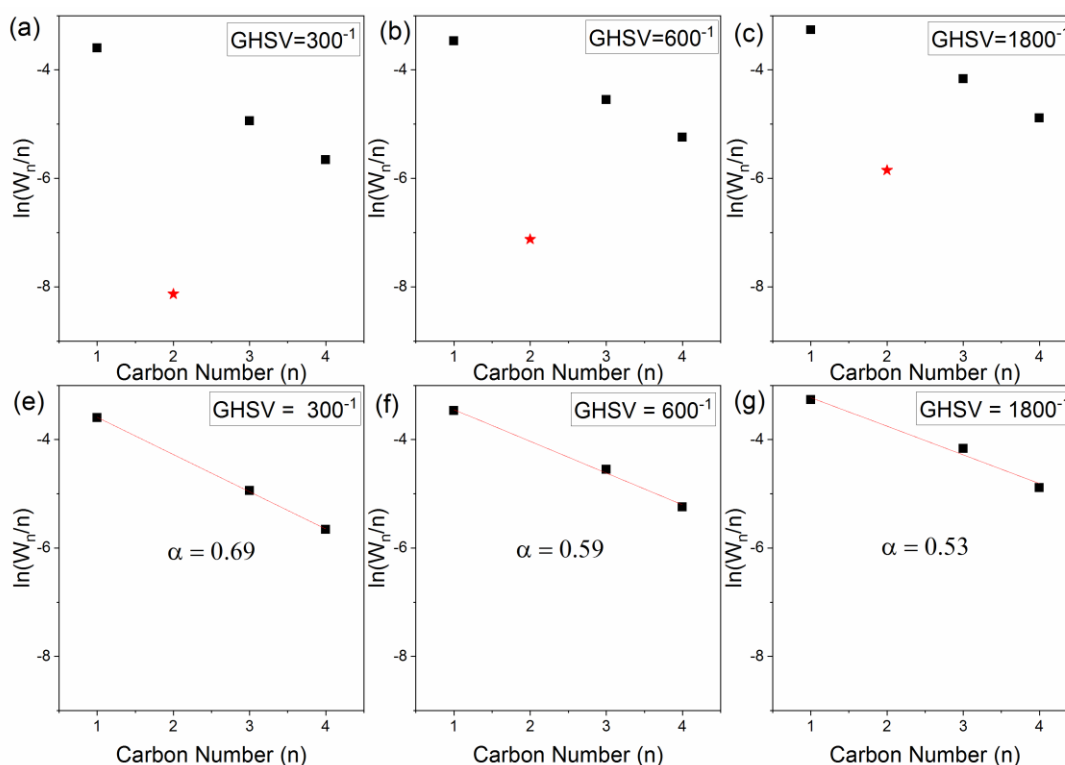 (a)
GHSV=300⁻¹
ln(Wₙ/n)
-4
-6
-8
1 2 3 4
Carbon Number (n)
(b)
GHSV=600⁻¹
ln(Wₙ/n)
-4
-6
-8
1 2 3 4
Carbon Number (n)
(c)
GHSV=1800⁻¹
ln(Wₙ/n)
-4
-6
-8
1 2 3 4
Carbon Number (n)
(e)
GHSV = 300⁻¹
ln(Wₙ/n)
-4
-6
-8
α = 0.69
1 2 3 4
Carbon Number (n)
(f)
GHSV = 600⁻¹
ln(Wₙ/n)
-4
-6
-8
α = 0.59
1 2 3 4
Carbon Number (n)
(g)
GHSV = 1800⁻¹
ln(Wₙ/n)
-4
-6
-8
α = 0.53
1 2 3 4
Carbon Number (n)